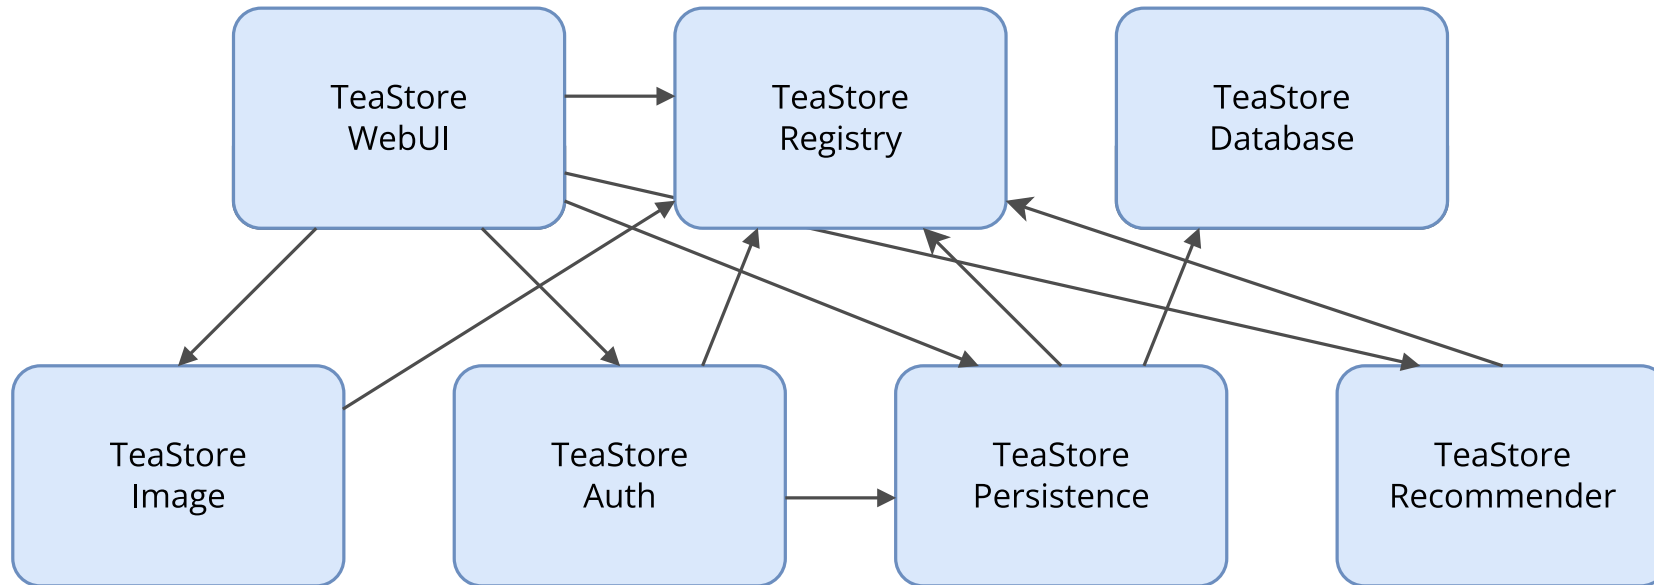 TeaStore
WebUI
TeaStore
Registry
TeaStore
Database
TeaStore
Image
TeaStore
Auth
TeaStore
Persistence
TeaStore
Recommender